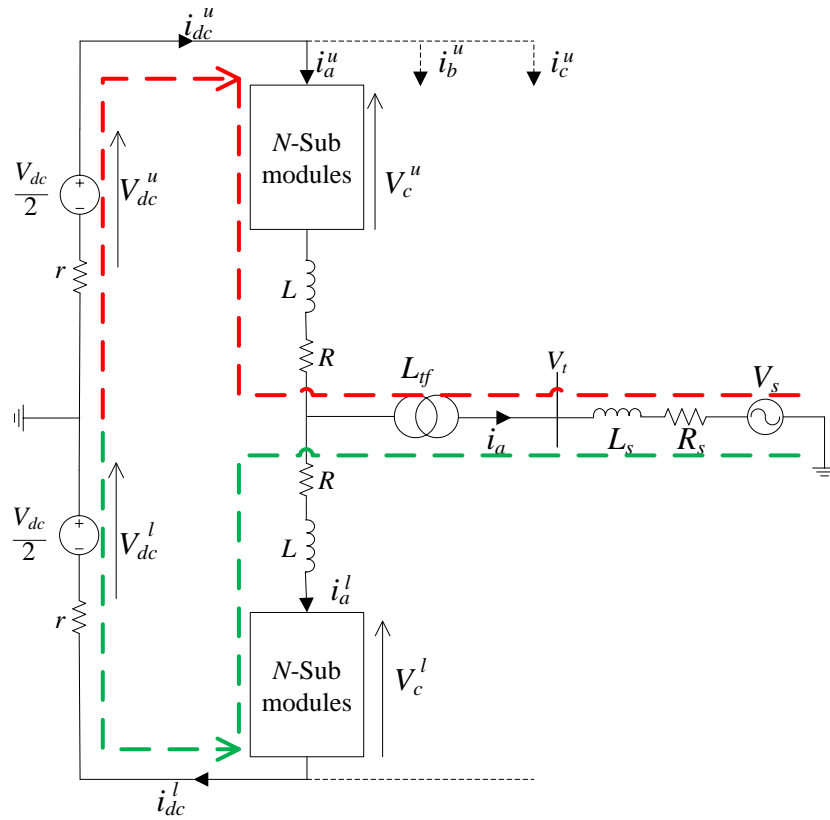 i_dc^u
i_a^u
i_b^u
i_c^u
N-Sub
modules
V_c^u
V_dc/2
V_dc^u
r
L
R
L_tf
V_t
V_s
i_a
L_s
R_s
R
V_dc/2
V_dc^l
L
r
i_a^l
N-Sub
modules
V_c^l
i_dc^l